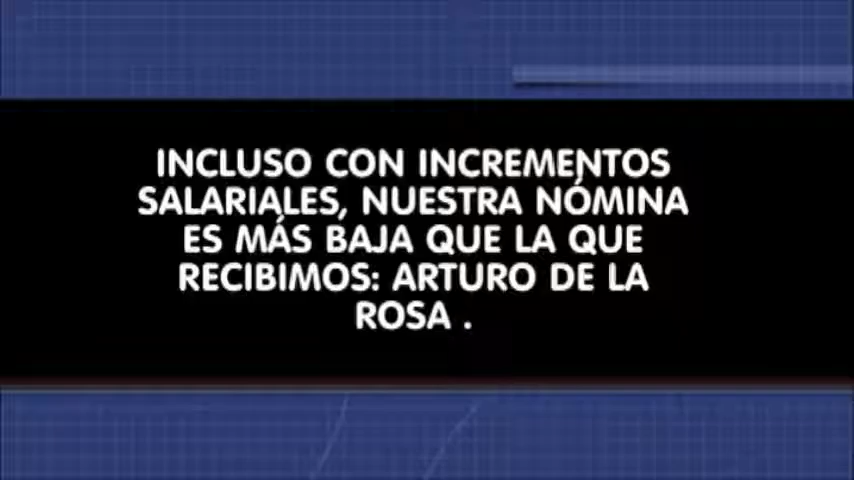 INCLUSO CON INCREMENTOS
SALARIALES, NUESTRA NÓMINA
ES MÁS BAJA QUE LA QUE
RECIBIMOS: ARTURO DE LA
ROSA .